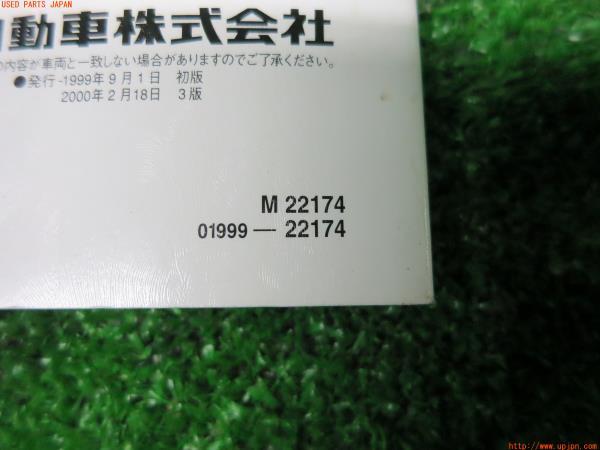 USED PARTS JAPAN
動車株式会社
の内容が車両と一致しない場合がありますのでご了承ください。
●発行-1999年9月1日 初版
2000年2月18日 3版
M 22174
01999－22174
http://www.upjpn.com/